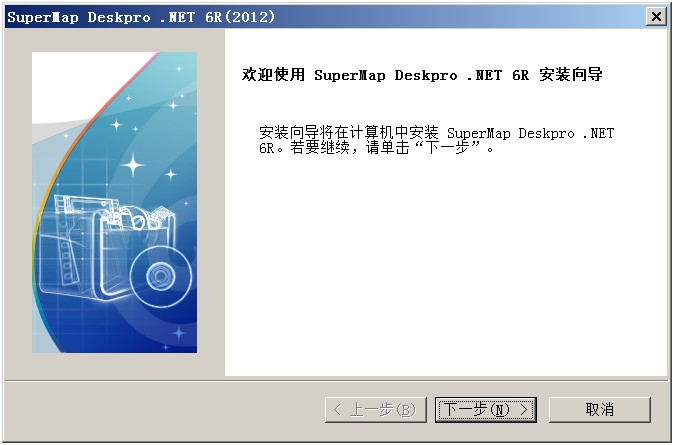 SuperMap Deskpro .NET 6R(2012)
欢迎使用 SuperMap Deskpro .NET 6R 安装向导
安装向导将在计算机中安装 SuperMap Deskpro .NET
6R。若要继续，请单击“下一步”。
< 上一步(B)
下一步(N) >
取消